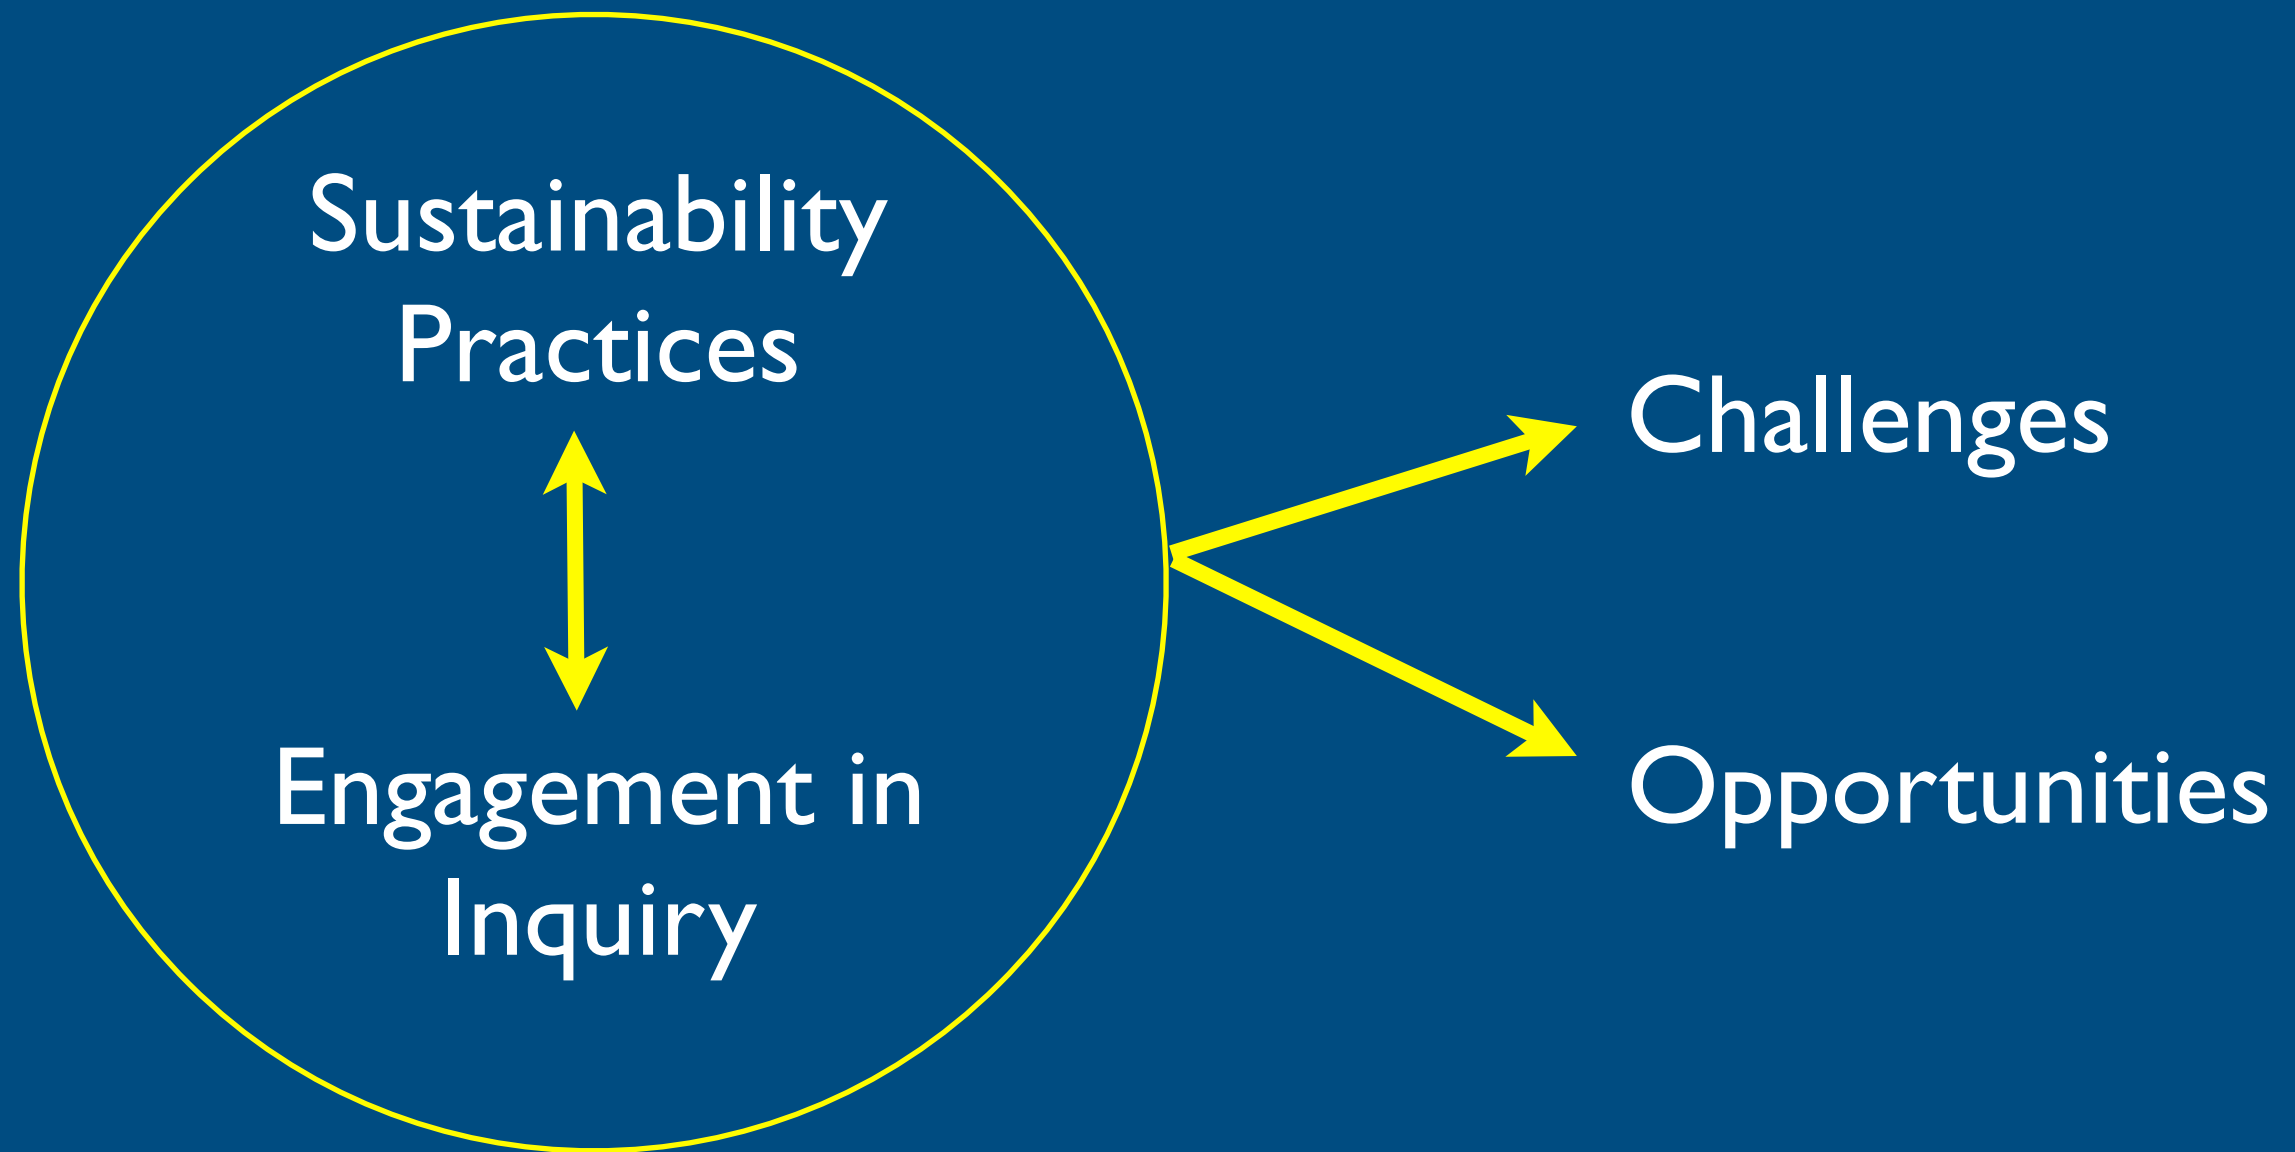 Sustainability
Practices
Engagement in
Inquiry
Challenges
Opportunities